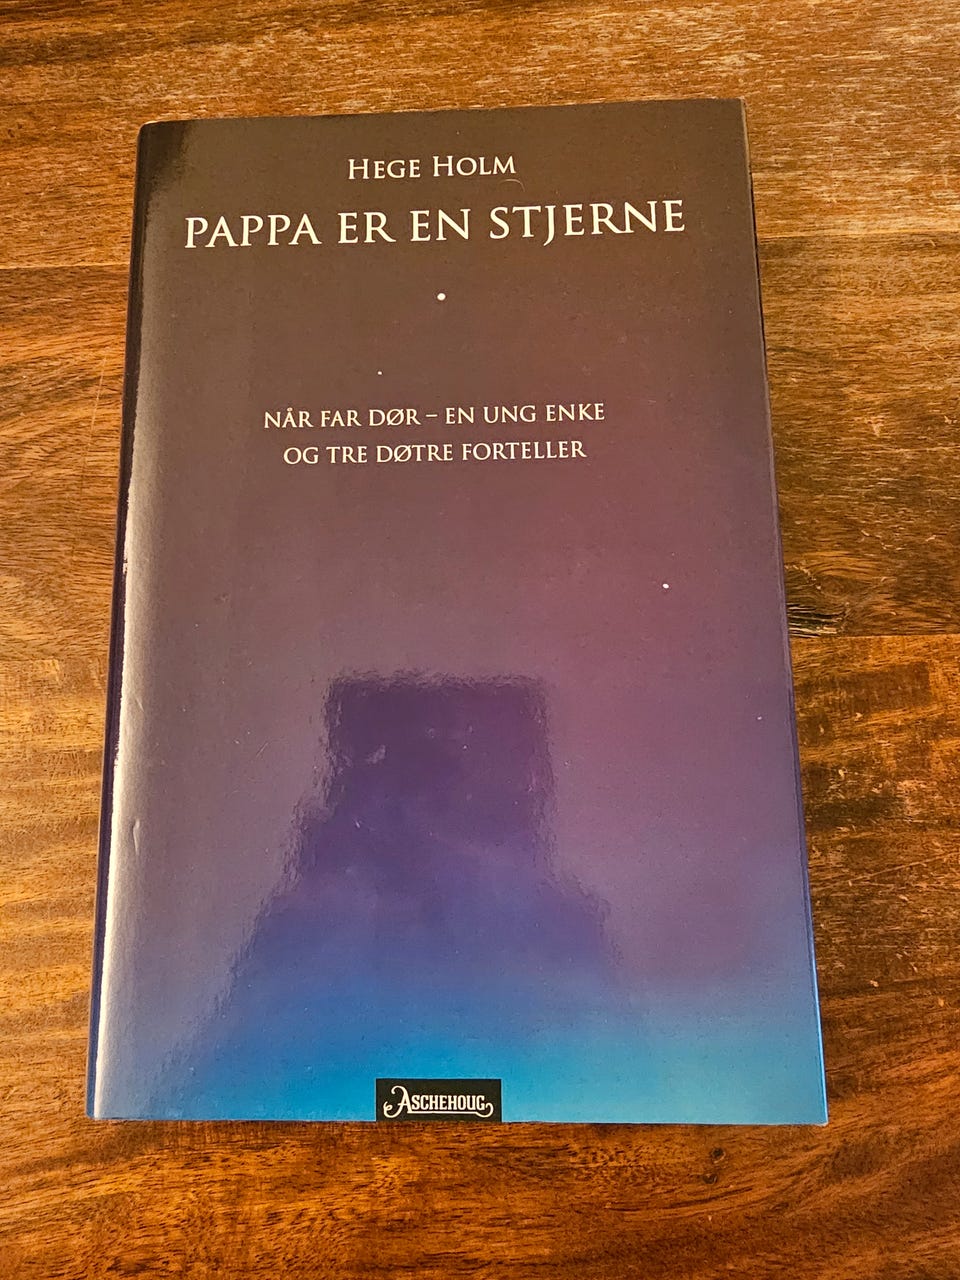 Hege Holm
PAPPA ER EN STJERNE
NÅR FAR DØR – EN UNG ENKE
OG TRE DØTRE FORTELLER
ASCHEHOUG